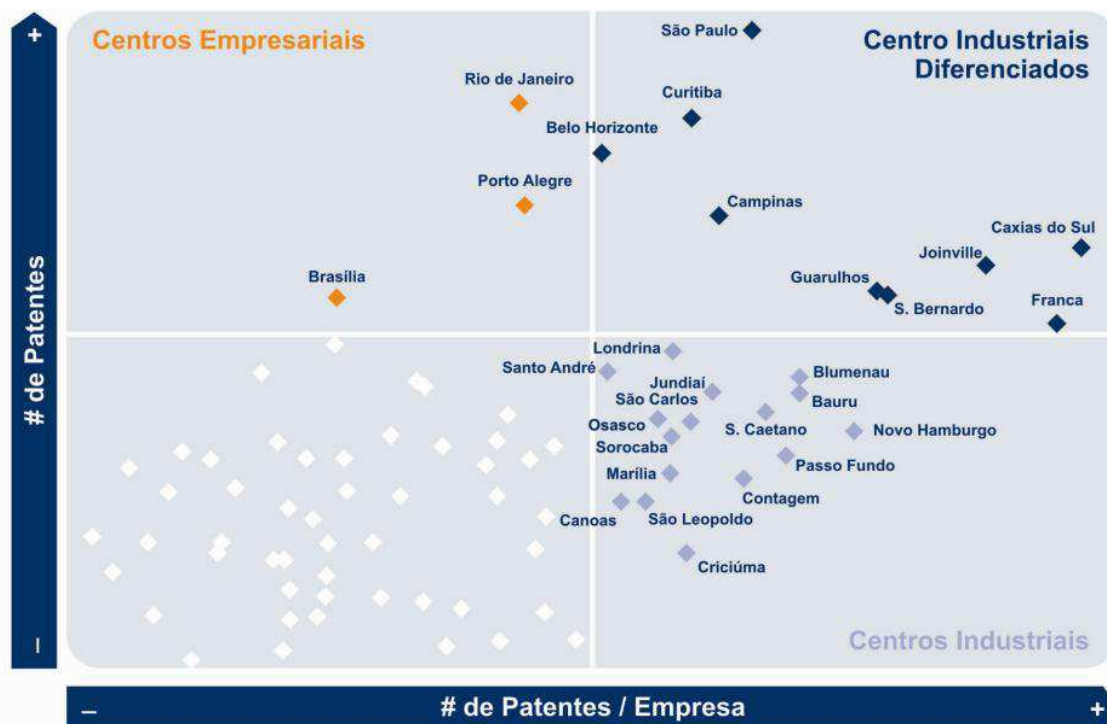 +
Centros Empresariais
São Paulo
Centro Industriais
Diferenciados
Rio de Janeiro
Curitiba
Belo Horizonte
Porto Alegre
Campinas
Caxias do Sul
Joinville
Brasília
Guarulhos
S. Bernardo
Franca
# de Patentes
Londrina
Santo André
Blumenau
Jundiaí
São Carlos
Bauru
Osasco
S. Caetano
Novo Hamburgo
Sorocaba
Passo Fundo
Marília
Contagem
Canoas
São Leopoldo
Criciúma
–
Centros Industriais
–
# de Patentes / Empresa
+